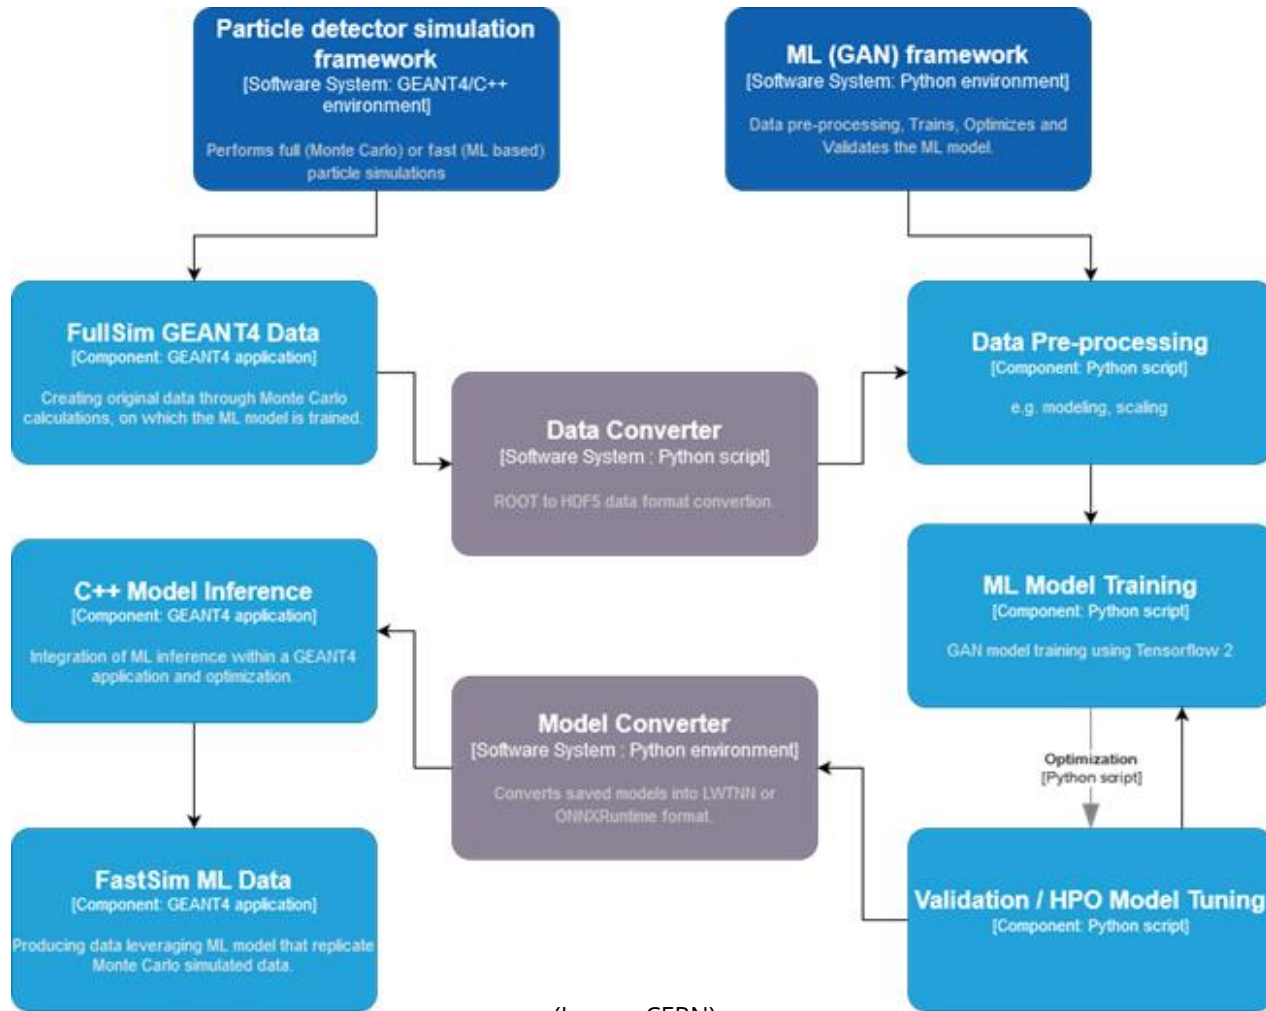 Particle detector simulation
framework
[Software System: GEANT4/C++
environment]
Performs full (Monte Carlo) or fast (ML based)
particle simulations
ML (GAN) framework
[Software System: Python environment]
Data pre-processing, Trains, Optimizes and
Validates the ML model.
FullSim GEANT4 Data
[Component: GEANT4 application]
Creating original data through Monte Carlo
calculations, on which the ML model is trained.
Data Converter
[Software System : Python script]
ROOT to HDF5 data format convertion.
Data Pre-processing
[Component: Python script]
e.g. modeling, scaling
ML Model Training
[Component: Python script]
GAN model training using Tensorflow 2
Optimization
[Python script]
Validation / HPO Model Tuning
[Component: Python script]
Model Converter
[Software System : Python environment]
Converts saved models into LWTNN or
ONNXRuntime format.
C++ Model Inference
[Component: GEANT4 application]
Integration of ML inference within a GEANT4
application and optimization.
FastSim ML Data
[Component: GEANT4 application]
Producing data leveraging ML model that replicate
Monte Carlo simulated data.
CERN)